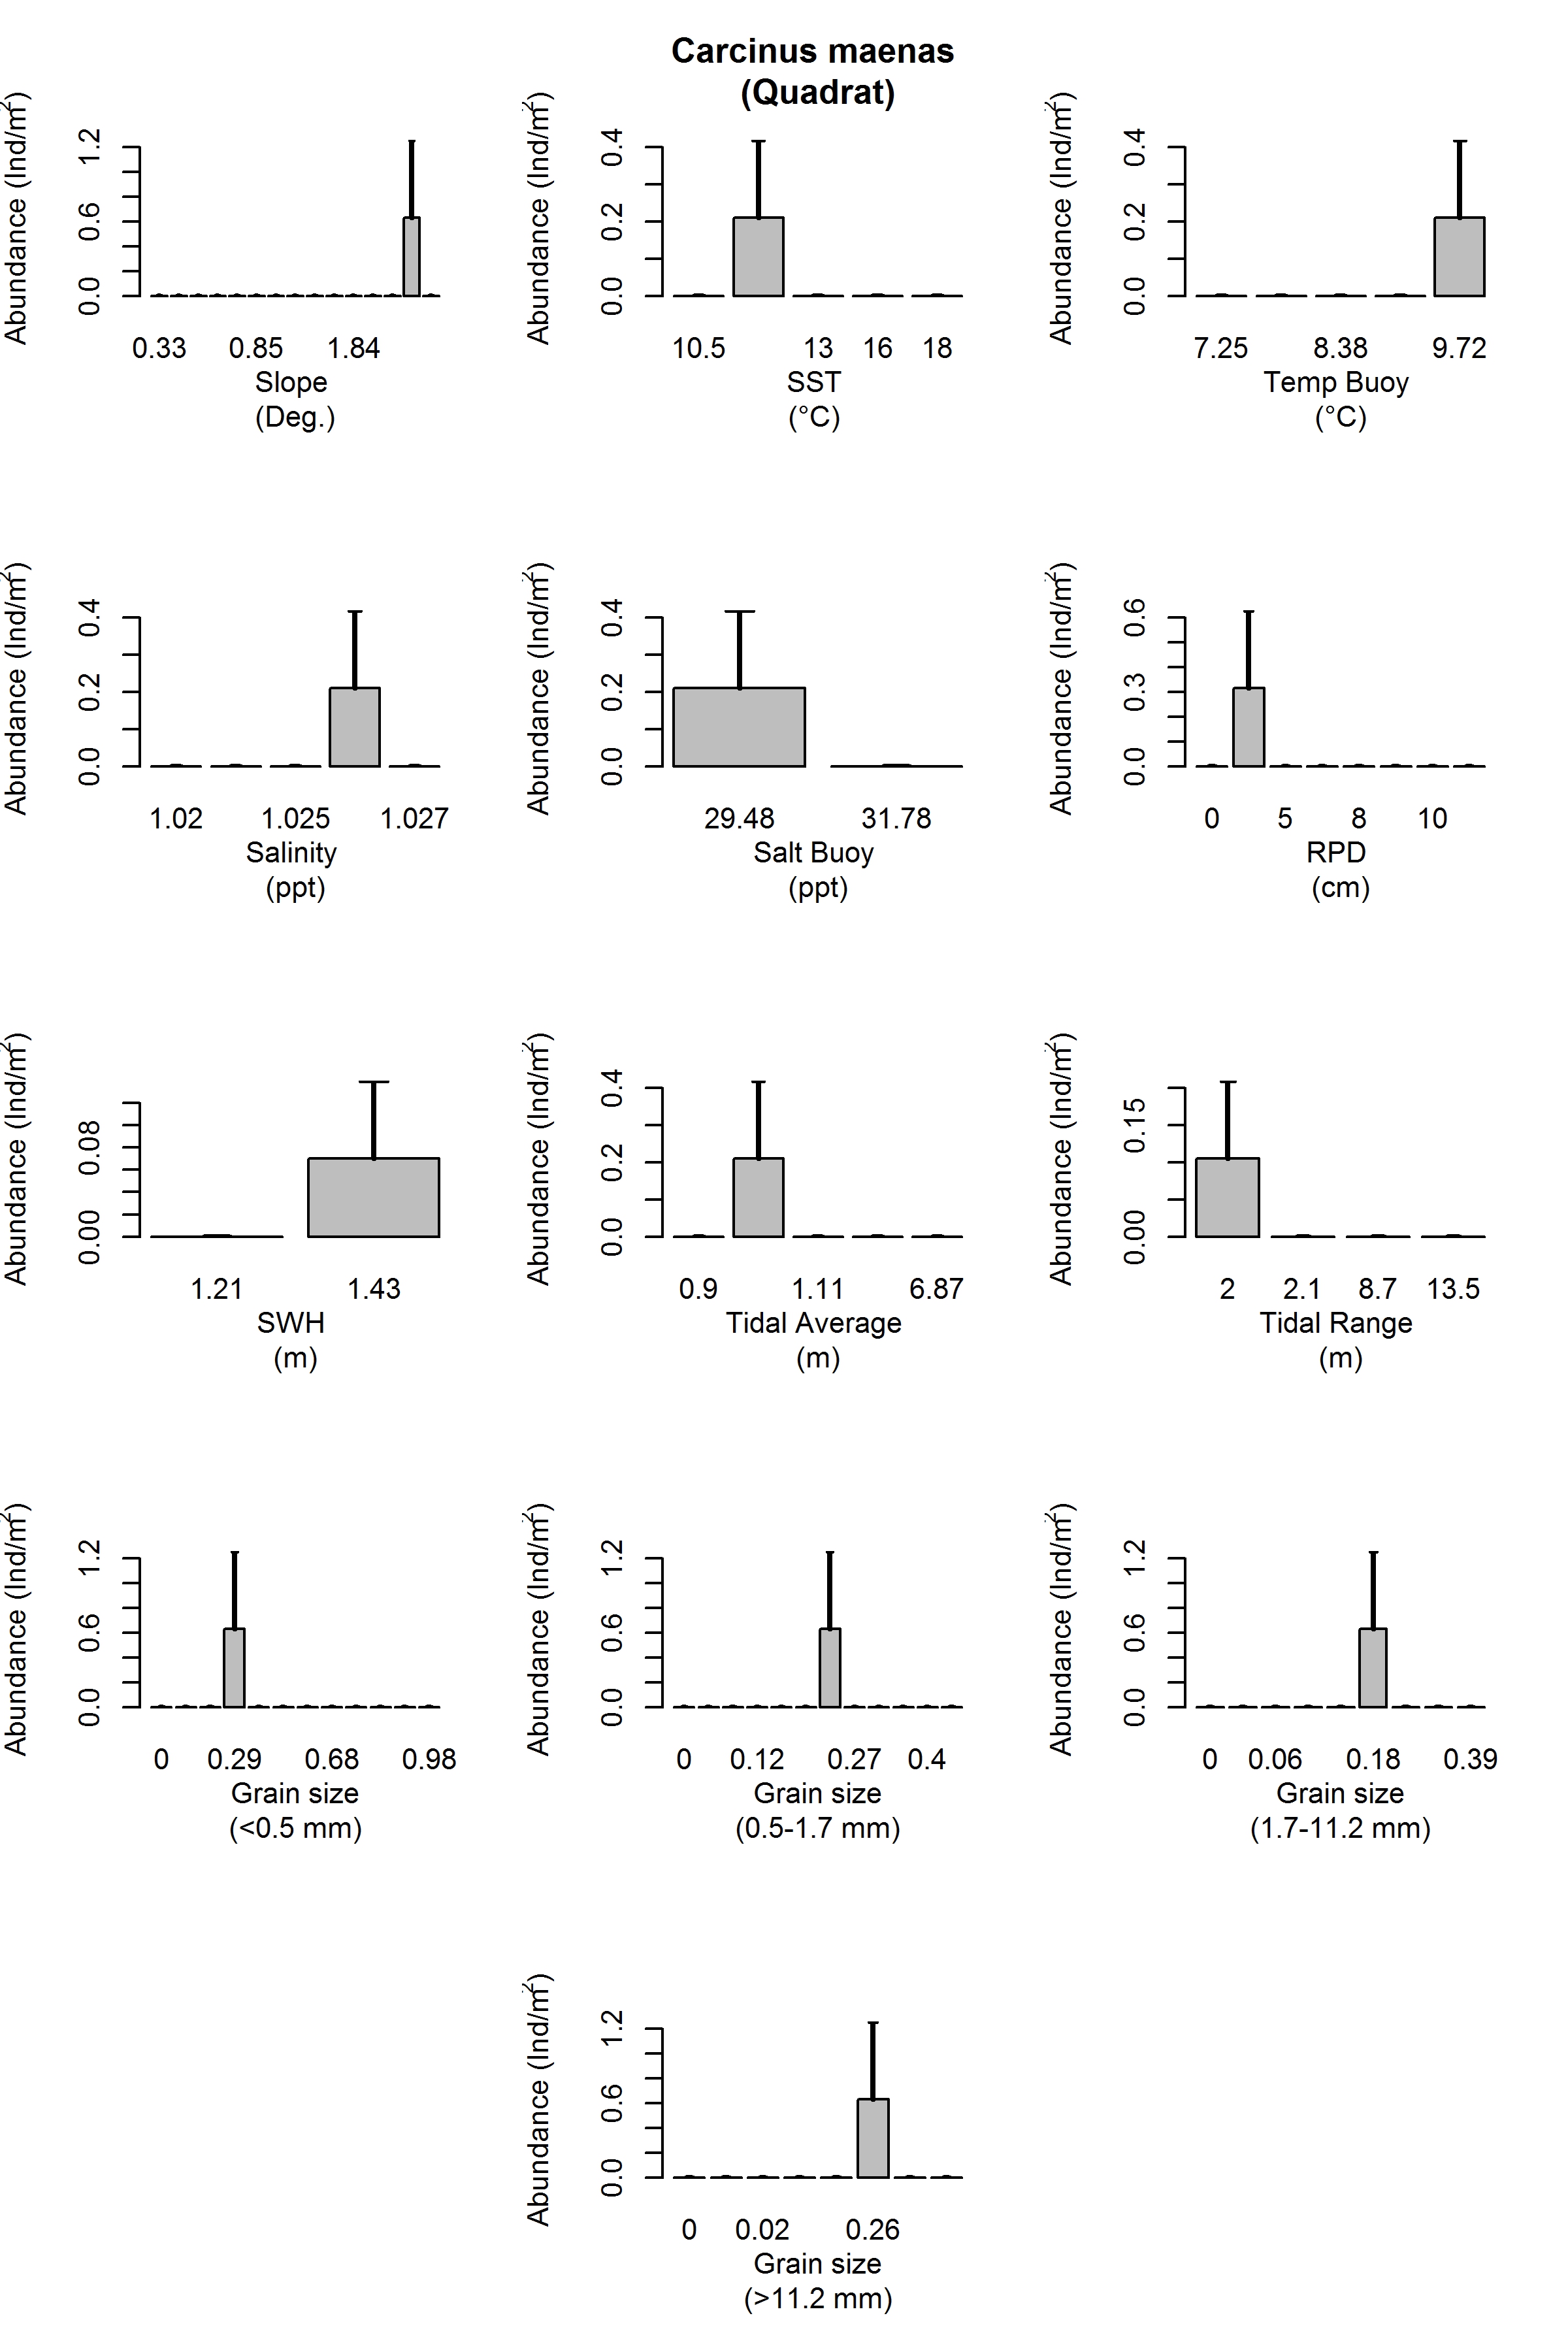 Carcinus maenas
(Quadrat)
Abundance (Ind/m²)
0.0 0.6 1.2
0.33 0.85 1.84
Slope
(Deg.)
Abundance (Ind/m²)
0.0 0.2 0.4
10.5 13 16 18
SST
(°C)
Abundance (Ind/m²)
0.0 0.2 0.4
7.25 8.38 9.72
Temp Buoy
(°C)
Abundance (Ind/m²)
0.0 0.2 0.4
1.02 1.025 1.027
Salinity
(ppt)
Abundance (Ind/m²)
0.0 0.2 0.4
29.48 31.78
Salt Buoy
(ppt)
Abundance (Ind/m²)
0.0 0.3 0.6
0 5 8 10
RPD
(cm)
Abundance (Ind/m²)
0.00 0.08
1.21 1.43
SWH
(m)
Abundance (Ind/m²)
0.0 0.2 0.4
0.9 1.11 6.87
Tidal Average
(m)
Abundance (Ind/m²)
0.00 0.15
2 2.1 8.7 13.5
Tidal Range
(m)
Abundance (Ind/m²)
0.0 0.6 1.2
0 0.29 0.68 0.98
Grain size
(<0.5 mm)
Abundance (Ind/m²)
0.0 0.6 1.2
0 0.12 0.27 0.4
Grain size
(0.5-1.7 mm)
Abundance (Ind/m²)
0.0 0.6 1.2
0 0.06 0.18 0.39
Grain size
(1.7-11.2 mm)
Abundance (Ind/m²)
0.0 0.6 1.2
0 0.02 0.26
Grain size
(>11.2 mm)